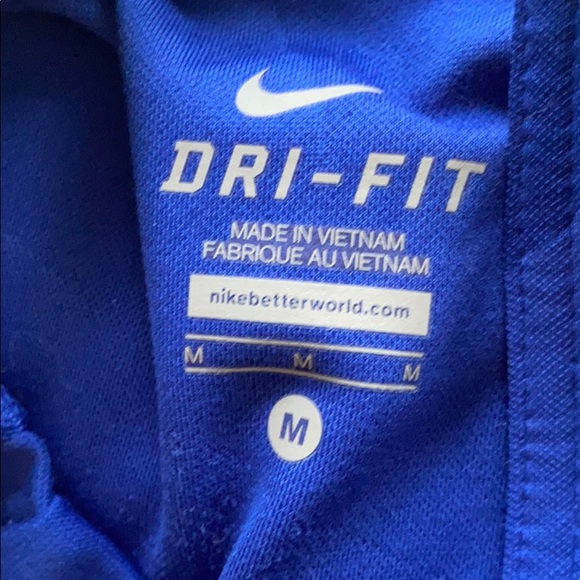 DRI-FIT
MADE IN VIETNAM
FABRIQUE AU VIETNAM
nikebetterworld.com
M M M
M